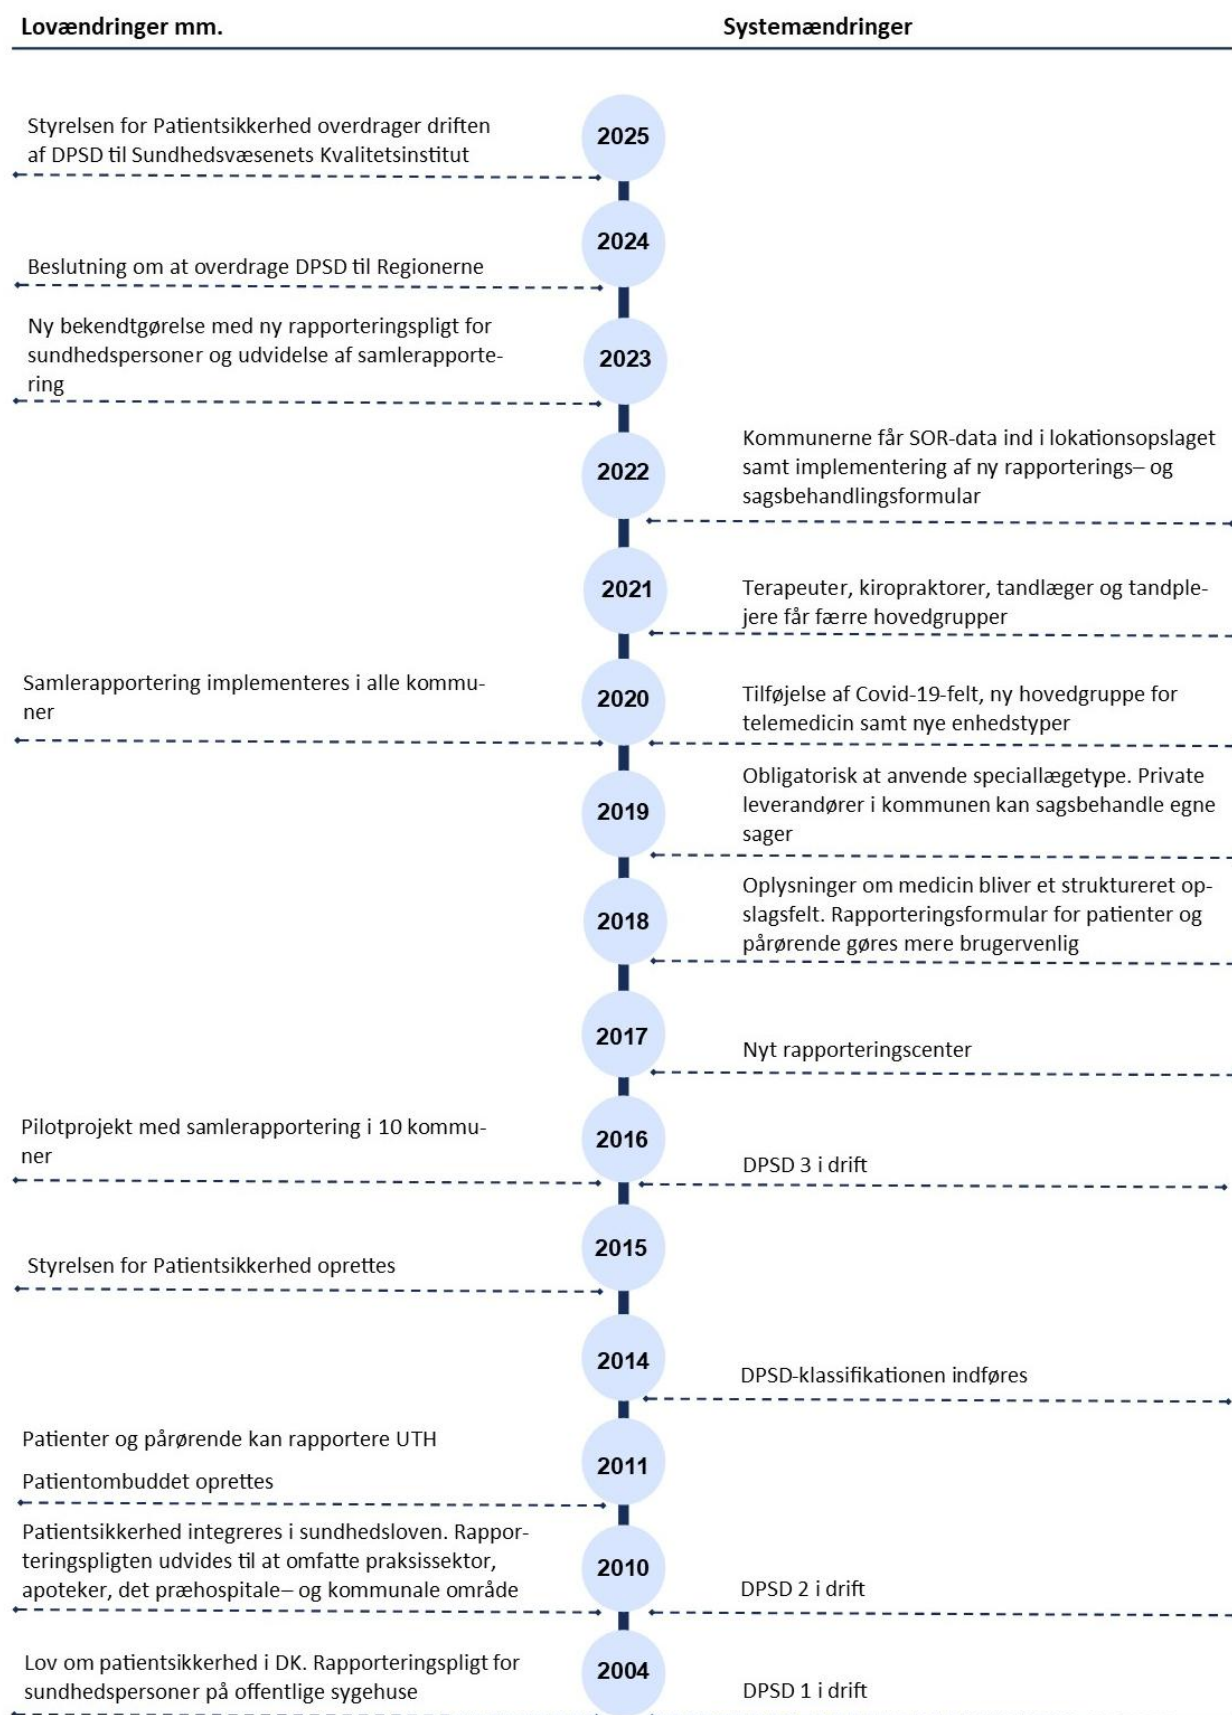 Lovændringer mm.
Systemændringer
Styrelsen for Patientsikkerhed overdrager driften
af DPSD til Sundhedsvæsenets Kvalitetsinstitut
2025
2024
Beslutning om at overdrage DPSD til Regionerne
Ny bekendtgørelse med ny rapporteringspligt for
sundhedspersoner og udvidelse af samlerapporte-
ring
2023
2022
Kommunerne får SOR-data ind i lokationsopslaget
samt implementering af ny rapporterings– og
sagsbehandlingsformular
2021
Terapeuter, kiropraktorer, tandlæger og tandple-
jere får færre hovedgrupper
Samlerapportering implementeres i alle kommu-
ner
2020
Tilføjelse af Covid-19-felt, ny hovedgruppe for
telemedicin samt nye enhedstyper
2019
Obligatorisk at anvende speciallægetype. Private
leverandører i kommunen kan sagsbehandle egne
sager
2018
Oplysninger om medicin bliver et struktureret op-
slagsfelt. Rapporteringsformular for patienter og
pårørende gøres mere brugervenlig
2017
Nyt rapporteringscenter
Pilotprojekt med samlerapportering i 10 kommu-
ner
2016
DPSD 3 i drift
2015
Styrelsen for Patientsikkerhed oprettes
2014
DPSD-klassifikationen indføres
Patienter og pårørende kan rapportere UTH
Patientombuddet oprettes
2011
Patientsikkerhed integreres i sundhedsloven. Rappor-
teringspligten udvides til at omfatte praksissektor,
apoteker, det præhospitale– og kommunale område
2010
DPSD 2 i drift
Lov om patientsikkerhed i DK. Rapporteringspligt for
sundhedspersoner på offentlige sygehuse
2004
DPSD 1 i drift